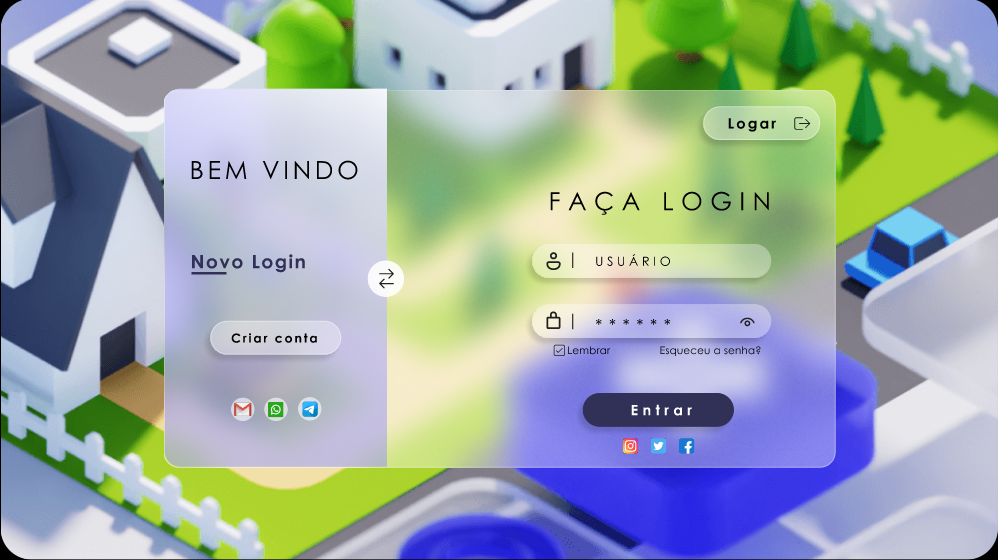 BEM VINDO
Novo Login
Criar conta
Logar
FAÇA LOGIN
USUÁRIO
******
Lembrar
Esqueceu a senha?
Entrar